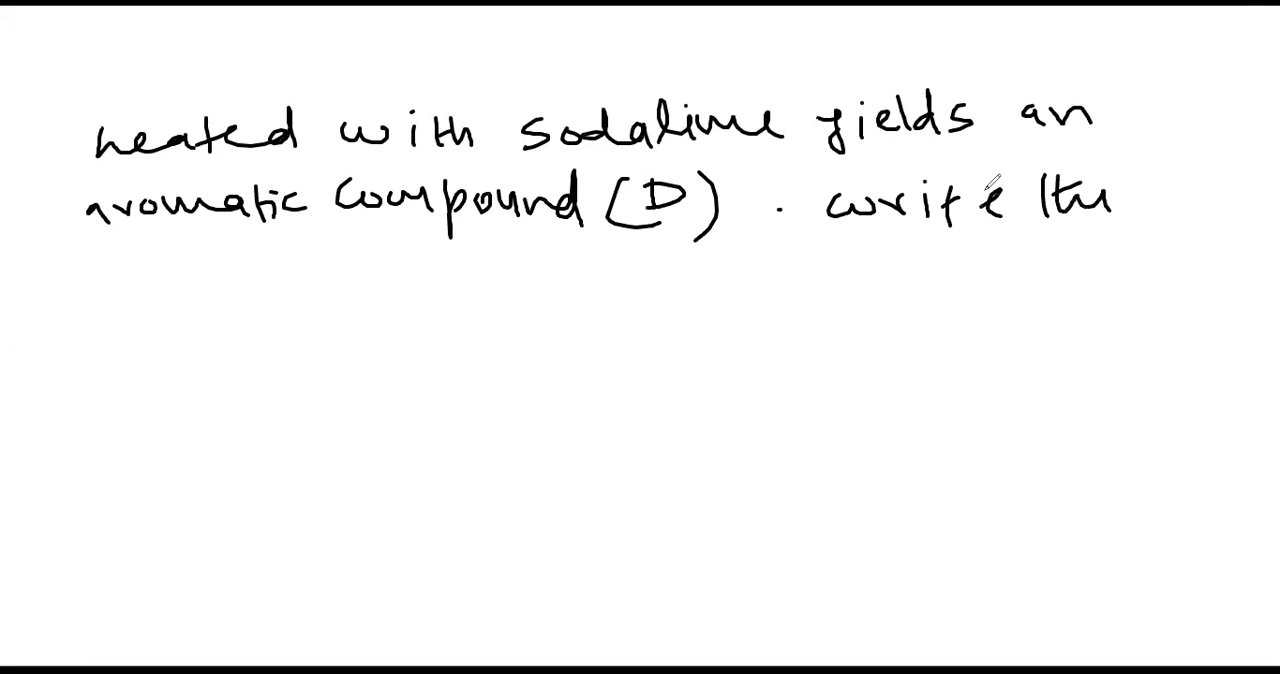 heated with sodalime yields an
aromatic compound (D) . write the